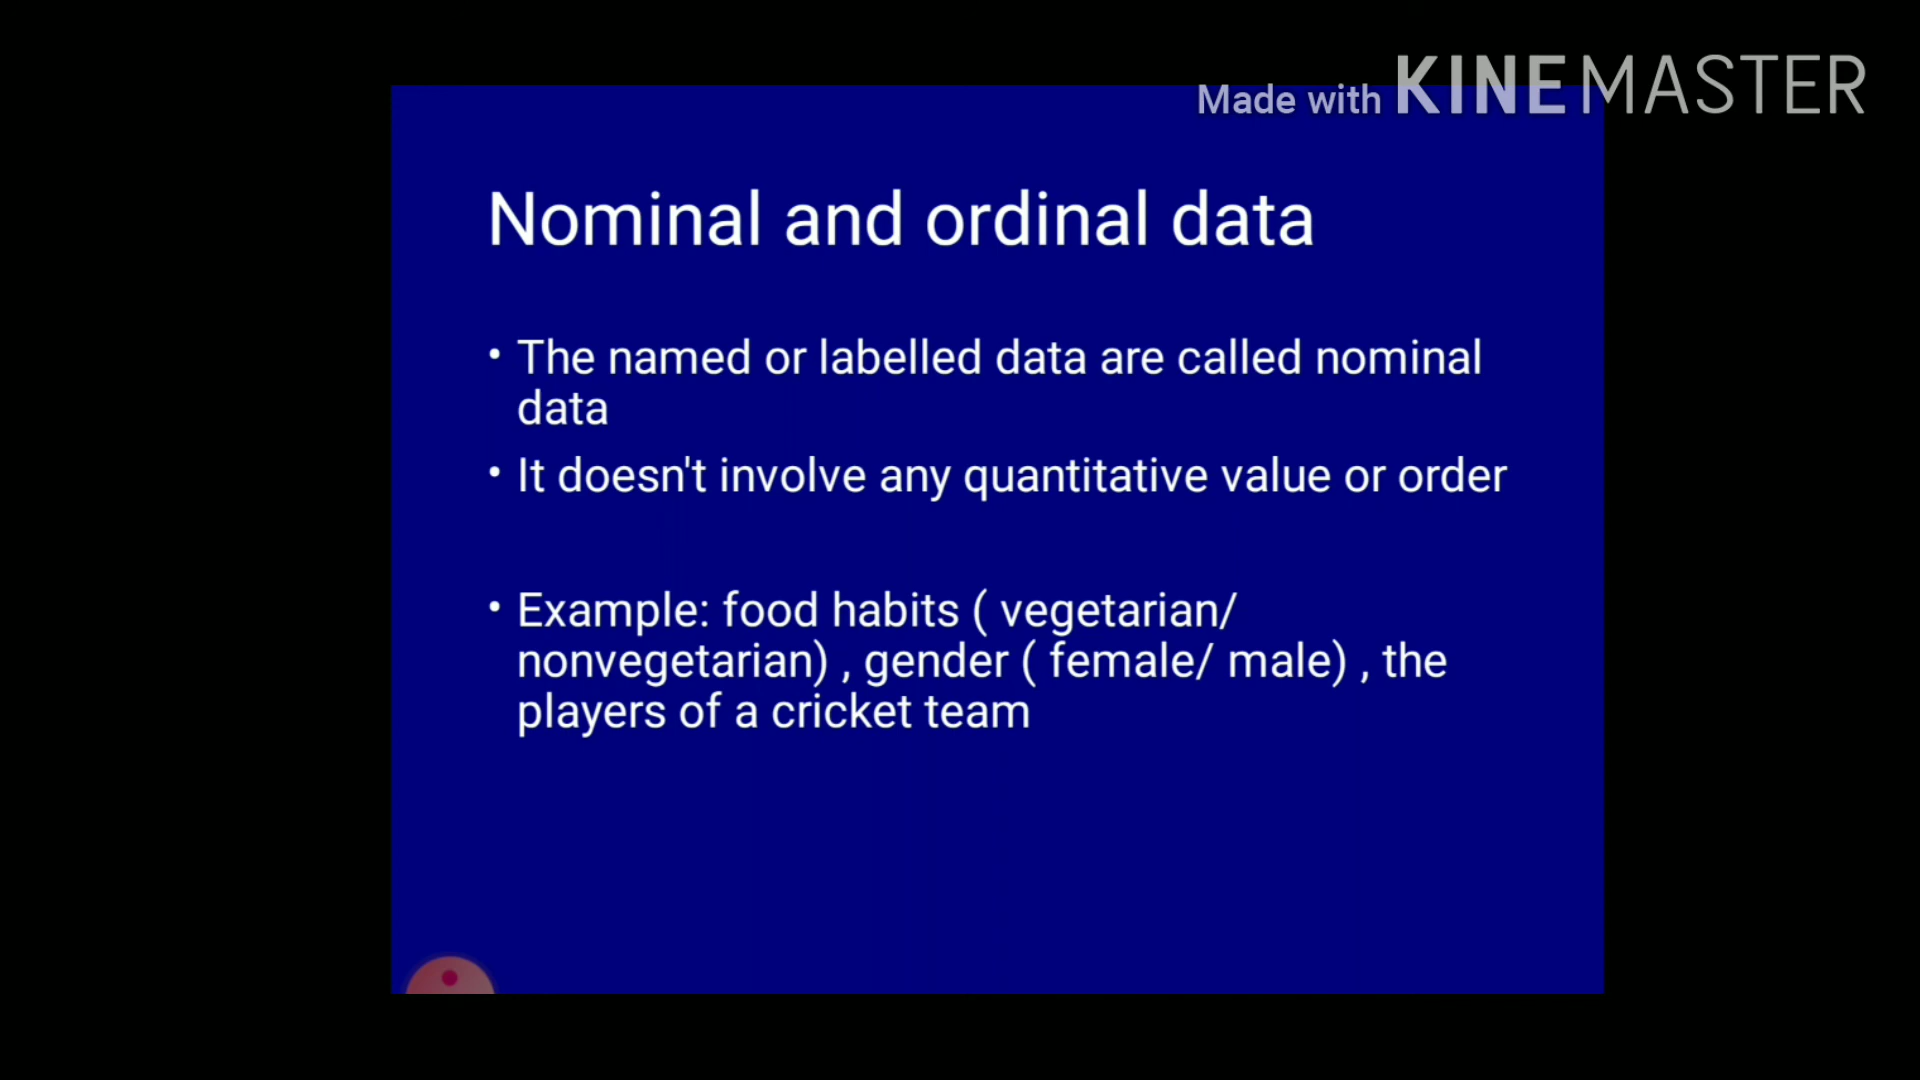 Made with KINEMASTER
Nominal and ordinal data
• The named or labelled data are called nominal
data
• It doesn't involve any quantitative value or order
• Example: food habits ( vegetarian/
nonvegetarian) , gender ( female/ male) , the
players of a cricket team